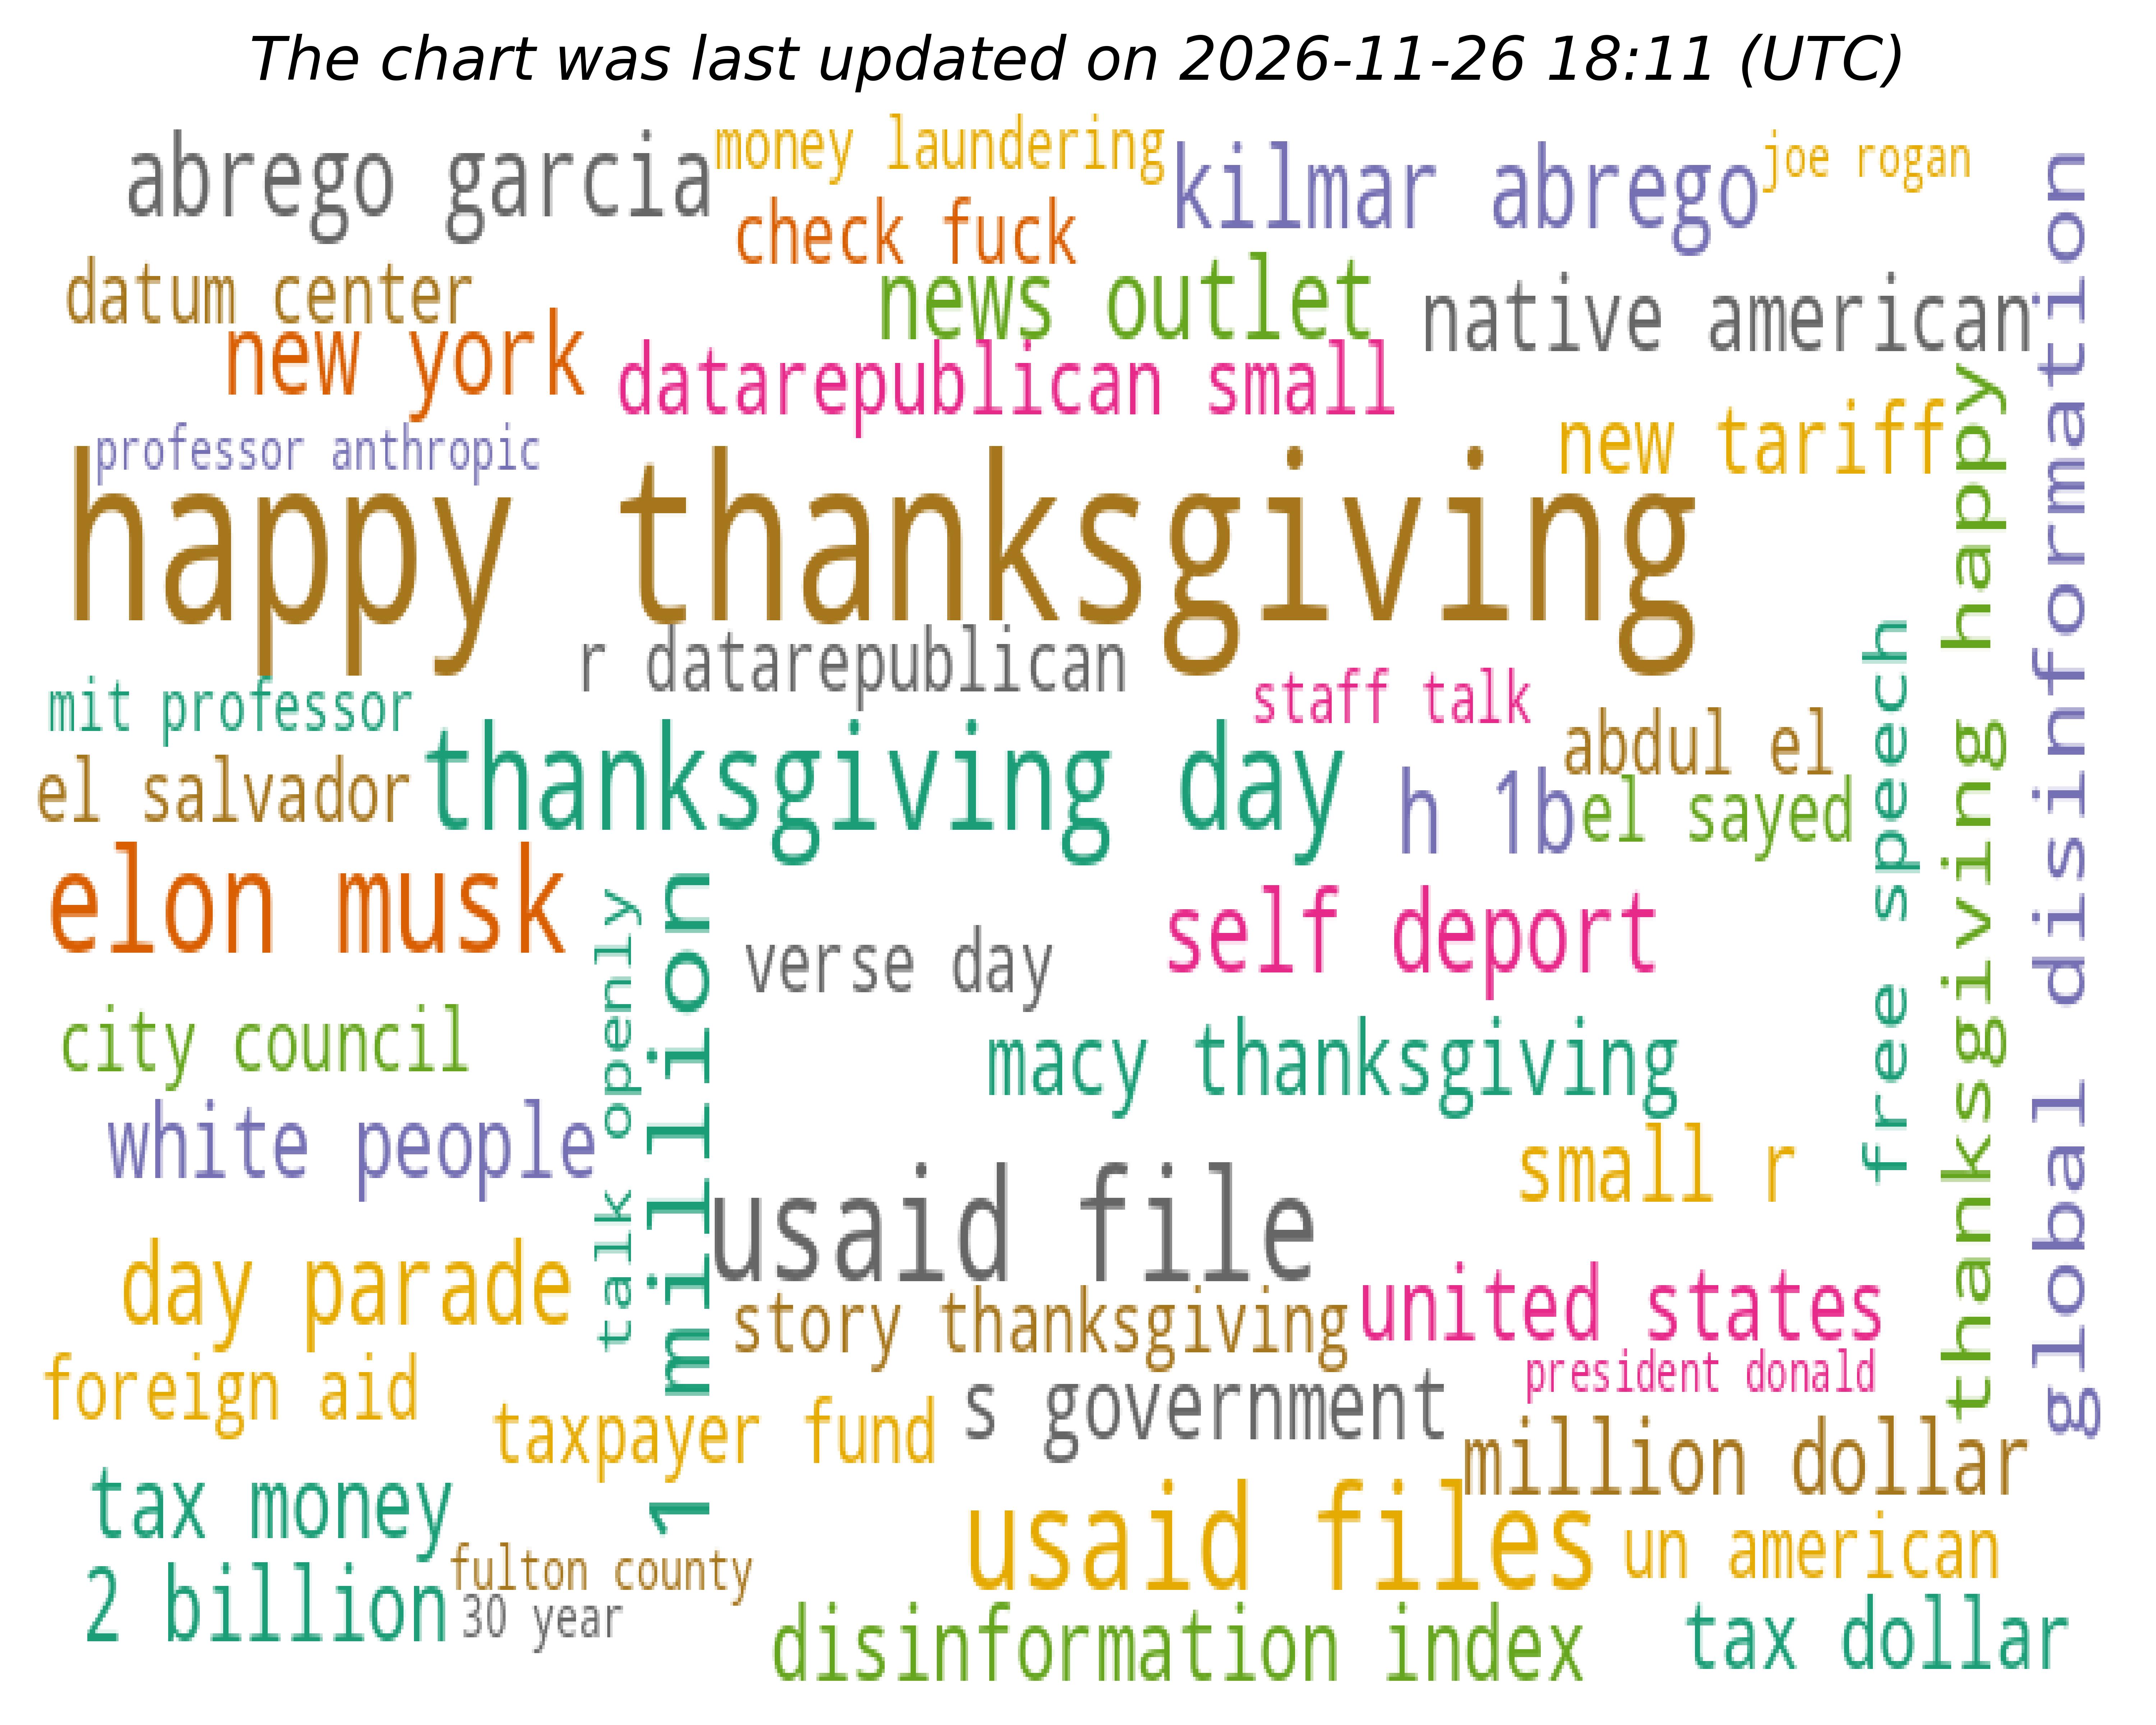 The chart was last updated on 2026-11-26 18:11 (UTC)
abrego garcia
money laundering
kilmar abrego
joe rogan
check fuck
datum center
news outlet
native american
new york
datarepublican small
new tariff
professor anthropic
happy thanksgiving
r datarepublican
staff talk
mit professor
thanksgiving day
abdul el
el salvador
h 1b
el sayed
elon musk
self deport
verse day
city council
macy thanksgiving
white people
small r
usaid file
day parade
story thanksgiving
united states
foreign aid
president donald
s government
taxpayer fund
million dollar
tax money
usaid files
un american
fulton county
2 billion
30 year
disinformation index
tax dollar
talk openly
1 million
free speech
thanksgiving happy
global disinformation